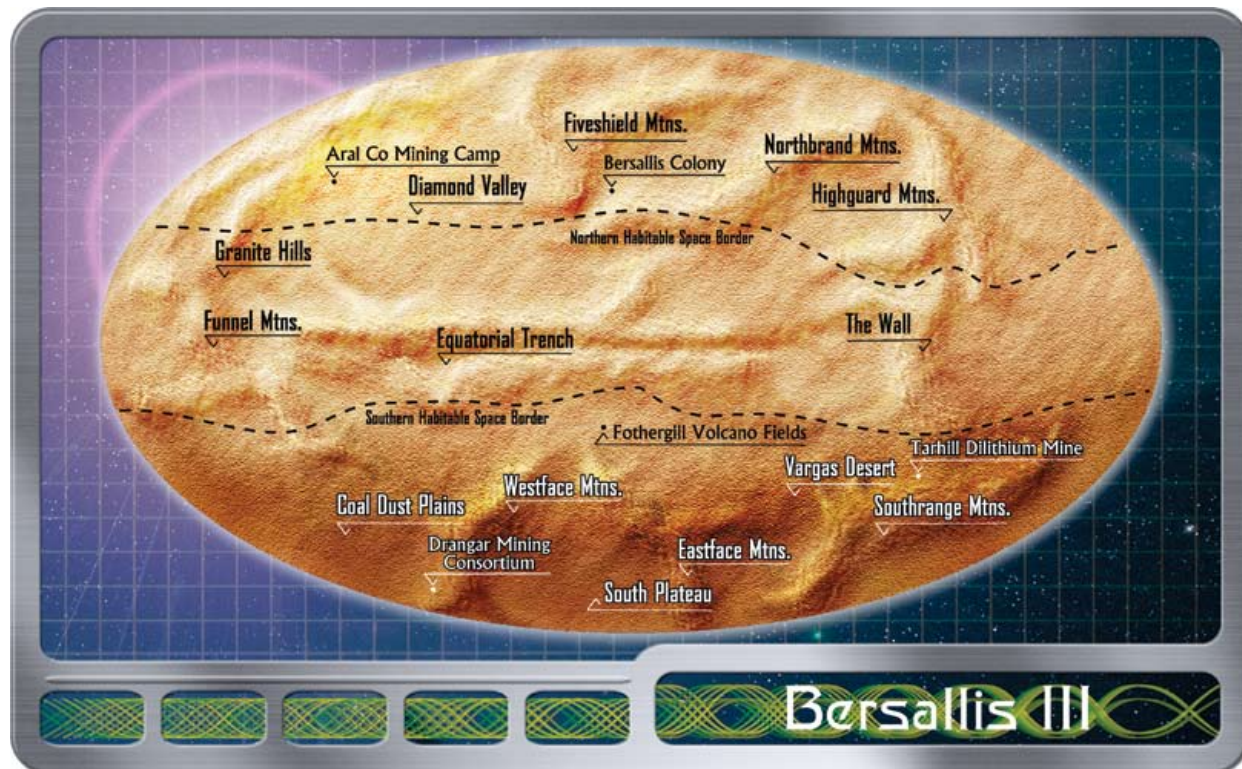 Fiveshield Mtns.
Northbrand Mtns.
Aral Co Mining Camp
Bersallis Colony
Diamond Valley
Highguard Mtns.
Northern Habitable Space Border
Granite Hills
Funnel Mtns.
The Wall
Equatorial Trench
Southern Habitable Space Border
Fothergill Volcano Fields
Tarhill Dilithium Mine
Vargas Desert
Westface Mtns.
Coal Dust Plains
Southrange Mtns.
Drangar Mining
Consortium
Eastface Mtns.
South Plateau
Bersallis III